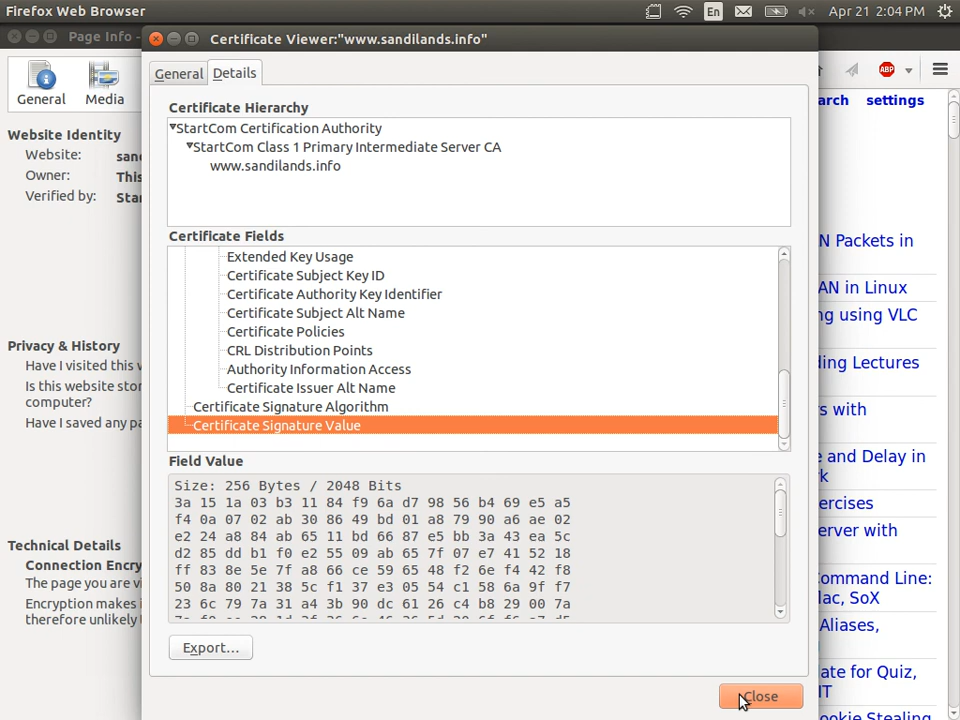 Firefox Web Browser
En
Apr 21 2:04 PM
Page Info -
Certificate Viewer:"www.sandilands.info"
General
Media
General
Details
ABP
arch settings
Website Identity
Website: san
Owner: This
Verified by: Star
Certificate Hierarchy
StartCom Certification Authority
StartCom Class 1 Primary Intermediate Server CA
www.sandilands.info
Certificate Fields
Extended Key Usage
Certificate Subject Key ID
Certificate Authority Key Identifier
Certificate Subject Alt Name
Certificate Policies
CRL Distribution Points
Authority Information Access
Certificate Issuer Alt Name
Certificate Signature Algorithm
Certificate Signature Value
Field Value
Size: 256 Bytes / 2048 Bits
3a 15 1a 03 b3 11 84 f9 6a d7 98 56 b4 69 e5 a5
f4 0a 07 02 ab 30 86 49 bd 01 a8 79 90 a6 ae 02
e2 24 a8 84 ab 65 11 bd 66 87 e5 bb 3a 43 ea 5c
d2 85 dd b1 f0 e2 55 09 ab 65 7f 07 e7 41 52 18
ff 83 8e 5e 7f a8 66 ce 59 65 48 f2 6e f4 42 f8
50 8a 80 21 38 5c f1 37 e3 05 54 c1 58 6a 9f f7
23 6c 79 7a 31 a4 3b 90 dc 61 26 c4 b8 29 00 7a
Export...
Close
Privacy & History
Have I visited this w
Is this website stor
computer?
Have I saved any pa
Technical Details
Connection Encry
The page you are vi
Encryption makes i
therefore unlikely t
N Packets in
AN in Linux
ng using VLC
ding Lectures
s with
e and Delay in
k
ercises
erver with
Command Line:
Mac, SoX
Aliases,
ate for Quiz,
IT
ookie Stealing